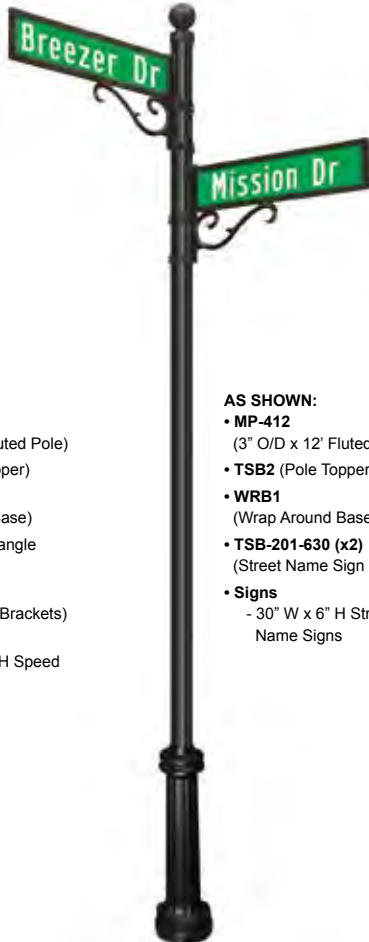 Breezer Dr
Mission Dr
uted Pole)
pper)
Base)
angle
Brackets)
H Speed
AS SHOWN:
• MP-412
(3” O/D x 12’ Fluted
• TSB2 (Pole Topper
• WRB1
(Wrap Around Base
• TSB-201-630 (x2)
(Street Name Sign
• Signs
- 30” W x 6” H Str
Name Signs